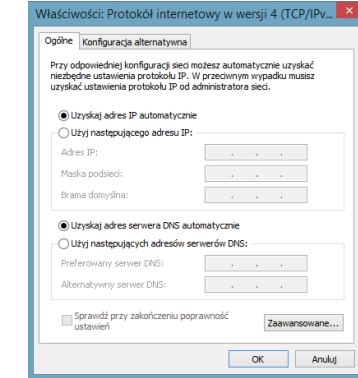 Właściwości: Protokół internetowy w wersji 4 (TCP/IPv...
Ogólne
Konfiguracja alternatywna
Przy odpowiedniej konfiguracji sieci możesz automatycznie uzyskać
niezbędne ustawienia protokołu IP. W przeciwnym wypadku musisz
uzyskać ustawienia protokołu IP od administratora sieci.
Uzyskaj adres IP automatycznie
Użyj następującego adresu IP:
Adres IP:
Maska podsieci:
Brama domyślna:
Uzyskaj adres serwera DNS automatycznie
Użyj następujących adresów serwerów DNS:
Preferowany serwer DNS:
Alternatywny serwer DNS:
Sprawdź przy zakończeniu poprawność
ustawień
Zaawansowane...
OK
Anuluj